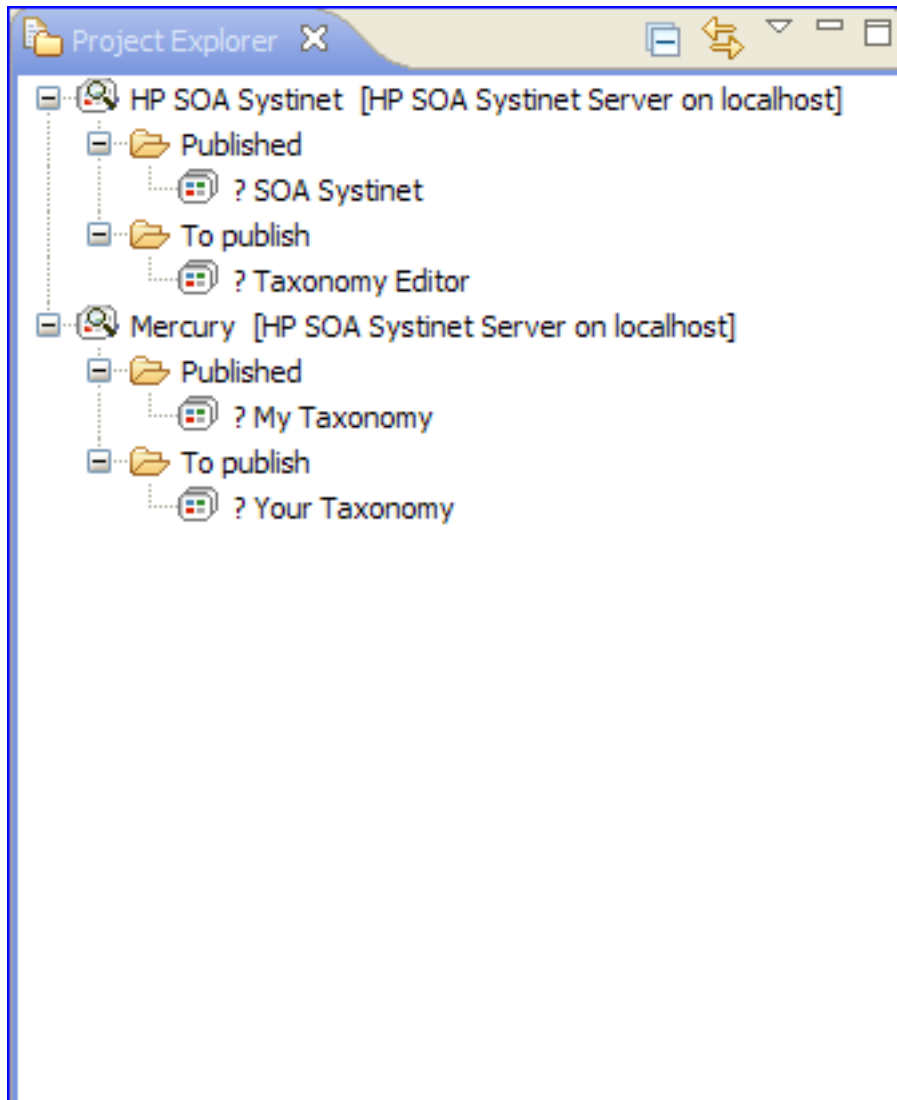 Project Explorer
HP SOA Systinet [HP SOA Systinet Server on localhost]
Published
? SOA Systinet
To publish
? Taxonomy Editor
Mercury [HP SOA Systinet Server on localhost]
Published
? My Taxonomy
To publish
? Your Taxonomy